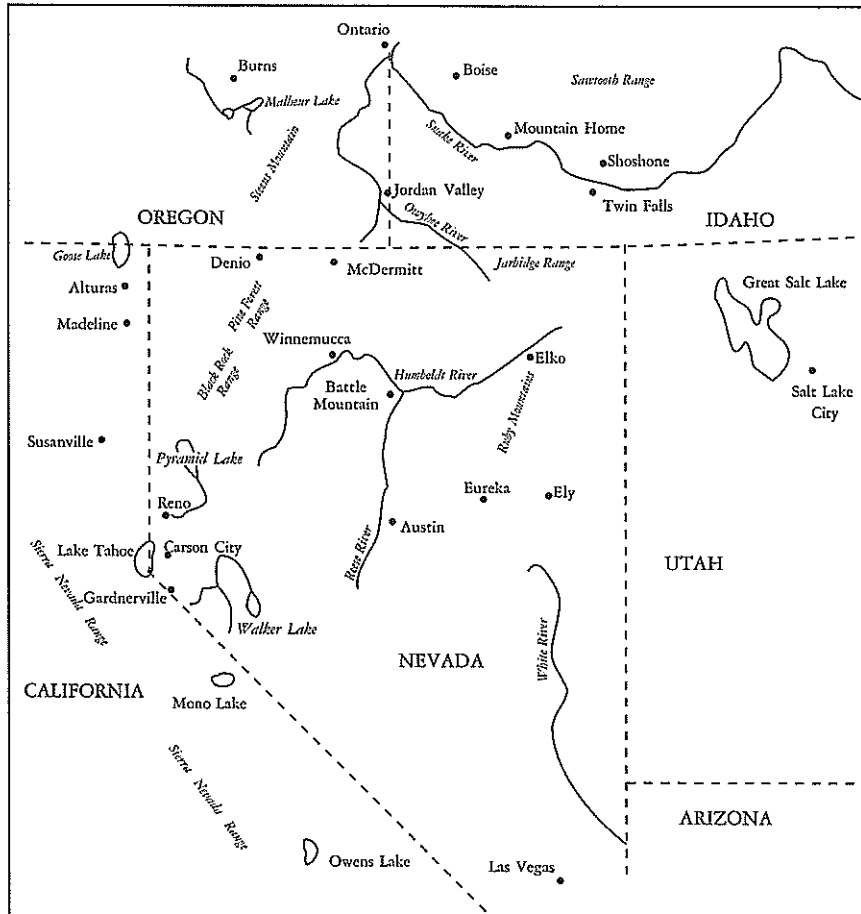 Ontario
Burns
Boise
Sawtooth Range
Malheur Lake
Steens Mountain
Snake River
Mountain Home
Shoshone
Jordan Valley
Twin Falls
OREGON
Owyhee River
IDAHO
Goose Lake
Denio
McDermitt
Jarbidge Range
Alturas
Great Salt Lake
Madeline
Pine Forest
Range
Winnemucca
Elko
Black Rock
Range
Humboldt River
Battle
Mountain
Ruby Mountains
Salt Lake
City
Susanville
Pyramid Lake
Eureka
Ely
Reno
Austin
Lake Tahoe
Carson City
Reese River
UTAH
Sierra Nevada Range
Gardnerville
Walker Lake
NEVADA
White River
CALIFORNIA
Mono Lake
Sierra Nevada Range
ARIZONA
Owens Lake
Las Vegas